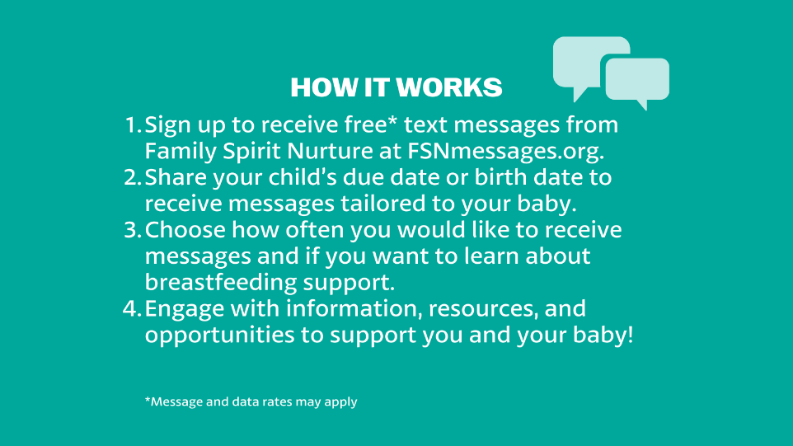 HOW IT WORKS
1. Sign up to receive free* text messages from
Family Spirit Nurture at FSNmessages.org.
2. Share your child's due date or birth date to
receive messages tailored to your baby.
3. Choose how often you would like to receive
messages and if you want to learn about
breastfeeding support.
4. Engage with information, resources, and
opportunities to support you and your baby!
*Message and data rates may apply